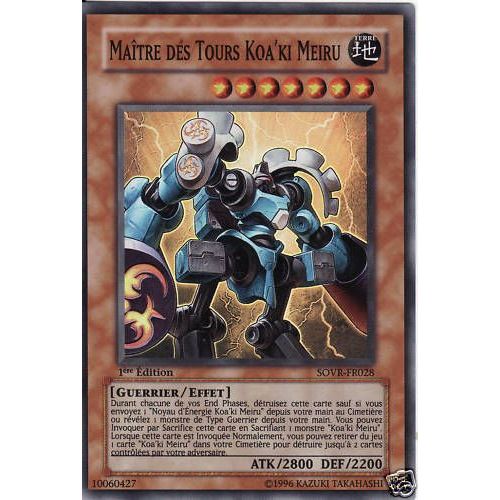 MAÎTRE DES TOURS KOA'KI MEIRU
TERRE
地
1ère ÉDITION
SOVR-FR028
[GUERRIER/EFFET]
Durant chacune de vos End Phases, détruisez cette carte sauf si vous
envoyez 1 "Noyau d'Énergie Koa'ki Meiru" depuis votre main au Cimetière
ou révélez 1 monstre de Type Guerrier depuis votre main. Vous pouvez
Invoquer par Sacrifice cette carte en Sacrifiant 1 monstre "Koa'ki Meiru".
Lorsque cette carte est Invoquée Normalement, vous pouvez retirer du jeu
1 carte "Koa'ki Meiru" dans votre Cimetière pour détruire jusqu'à 2 cartes
contrôlées par votre adversaire.
ATK/2800 DEF/2200
10060427
©1996 KAZUKI TAKAHASHI